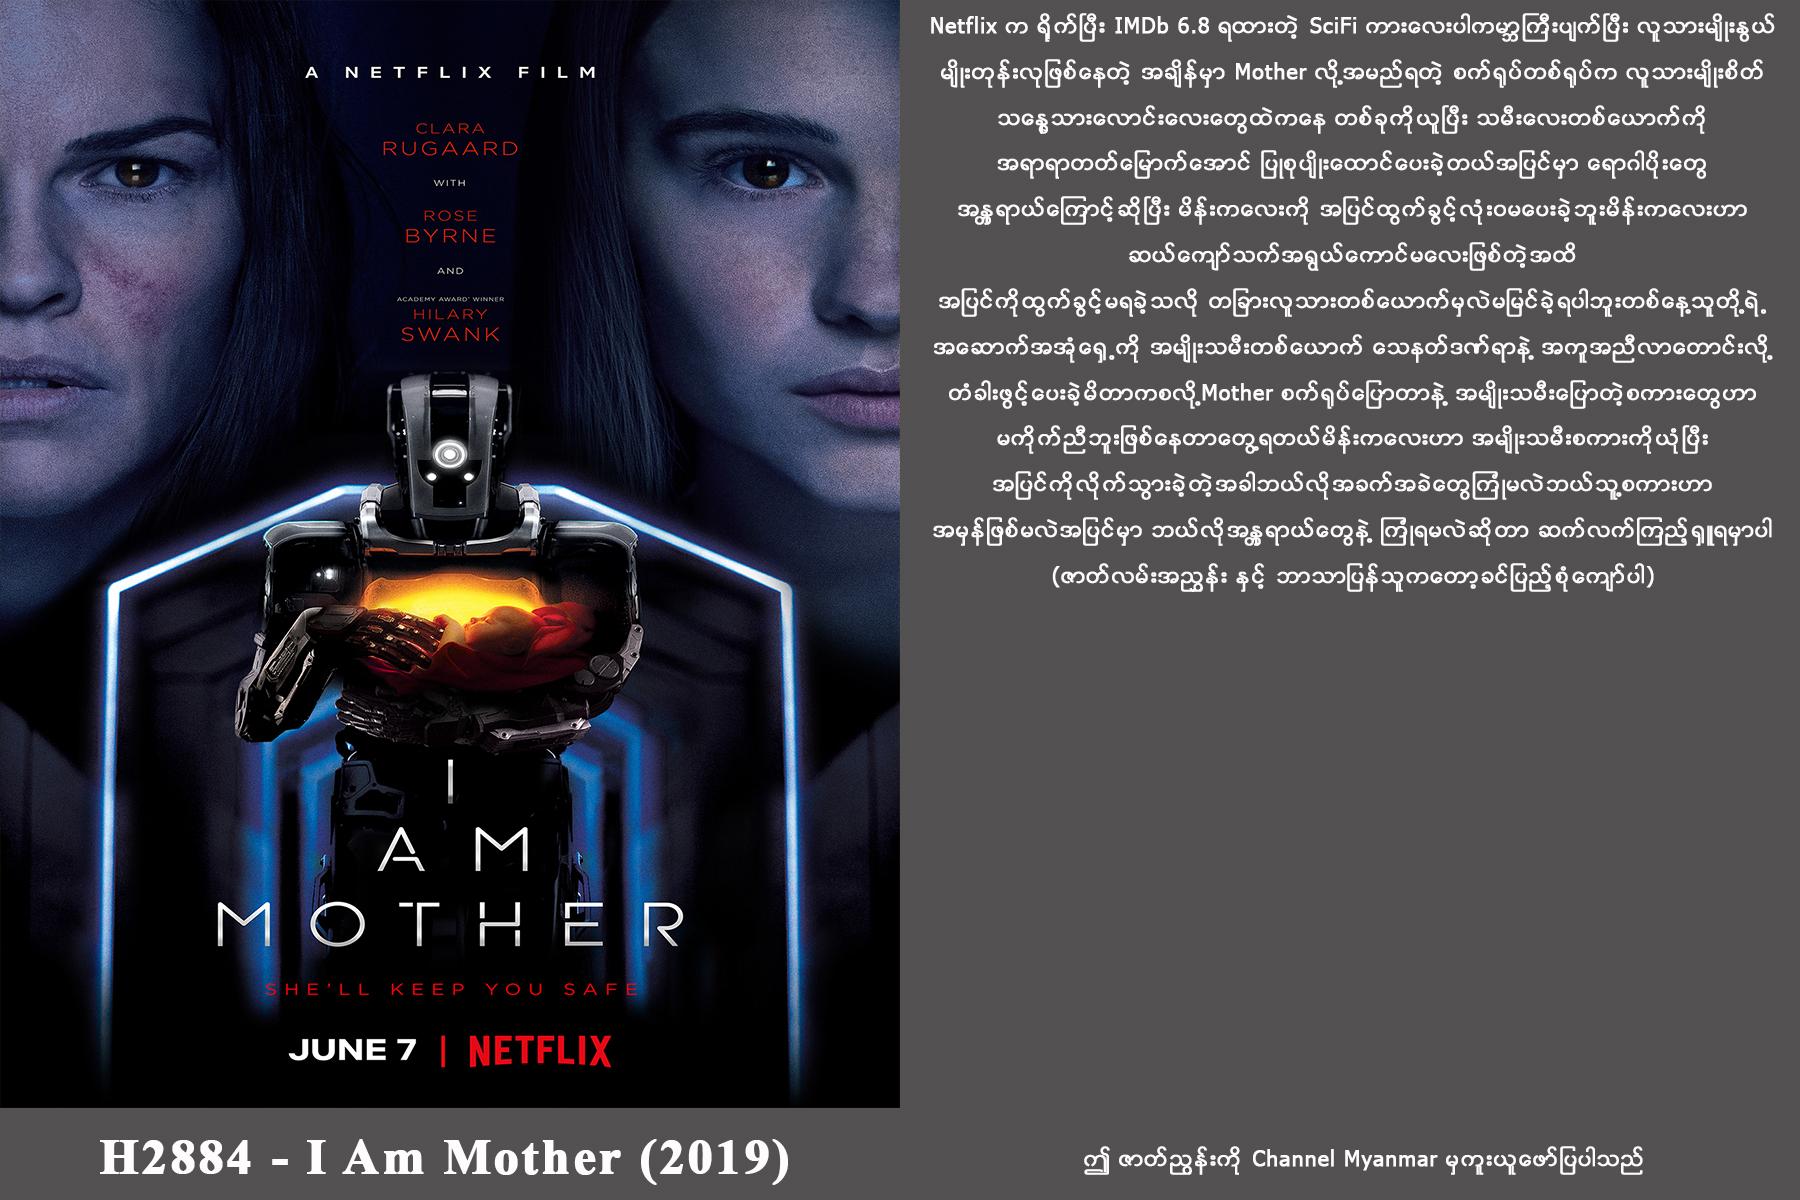 A NETFLIX FILM
CLARA
RUGAARD
WITH
ROSE
BYRNE
AND
ACADEMY AWARD® WINNER
HILARY
SWANK
I
AM
MOTHER
SHE'LL KEEP YOU SAFE
JUNE 7 | NETFLIX
H2884 - I Am Mother (2019)
Netflix က ရိုက်ပြီး IMDb 6.8 ရထားတဲ့ SciFi ကားလေးပါကမ္ဘာကြီးပျက်ပြီး လူသားမျိုးနွယ်
မျိုးတုန်းလုဖြစ်နေတဲ့ အချိန်မှာ Mother လို့အမည်ရတဲ့ စက်ရုပ်တစ်ရုပ်က လူသားမျိုးစိတ်
သန္ဓေသားလောင်းလေးတွေထဲကနေ တစ်ခုကိုယူပြီး သမီးလေးတစ်ယောက်ကို
အရာရာတတ်မြောက်အောင် ပြုစုပျိုးထောင်ပေးခဲ့တယ်အပြင်မှာ ရောဂါပိုးတွေ
အန္တရာယ်ကြောင့်ဆိုပြီး မိန်းကလေးကို အပြင်ထွက်ခွင့်လုံးဝမပေးခဲ့ဘူးမိန်းကလေးဟာ
ဆယ်ကျော်သက်အရွယ်ကောင်မလေးဖြစ်တဲ့အထိ
အပြင်ကိုထွက်ခွင့်မရခဲ့သလို တခြားလူသားတစ်ယောက်မှလဲမမြင်ခဲ့ရပါဘူးတစ်နေ့သူတို့ရဲ့
အဆောက်အအုံရှေ့ကို အမျိုးသမီးတစ်ယောက် သေနတ်ဒဏ်ရာနဲ့ အကူအညီလာတောင်းလို့
တံခါးဖွင့်ပေးခဲ့မိတာကစလို့Mother စက်ရုပ်ပြောတာနဲ့ အမျိုးသမီးပြောတဲ့စကားတွေဟာ
မကိုက်ညီဘူးဖြစ်နေတာတွေ့ရတယ်မိန်းကလေးဟာ အမျိုးသမီးစကားကိုယုံပြီး
အပြင်ကိုလိုက်သွားခဲ့တဲ့အခါဘယ်လိုအခက်အခဲတွေကြုံမလဲဘယ်သူ့စကားဟာ
အမှန်ဖြစ်မလဲအပြင်မှာ ဘယ်လိုအန္တရာယ်တွေနဲ့ ကြုံရမလဲဆိုတာ ဆက်လက်ကြည့်ရှူရမှာပါ
(ဇာတ်လမ်းအညွှန်း နှင့် ဘာသာပြန်သူကတော့ခင်ပြည့်စုံကျော်ပါ)
ဤ ဇာတ်ညွှန်းကို Channel Myanmar မှကူးယူဖော်ပြပါသည်